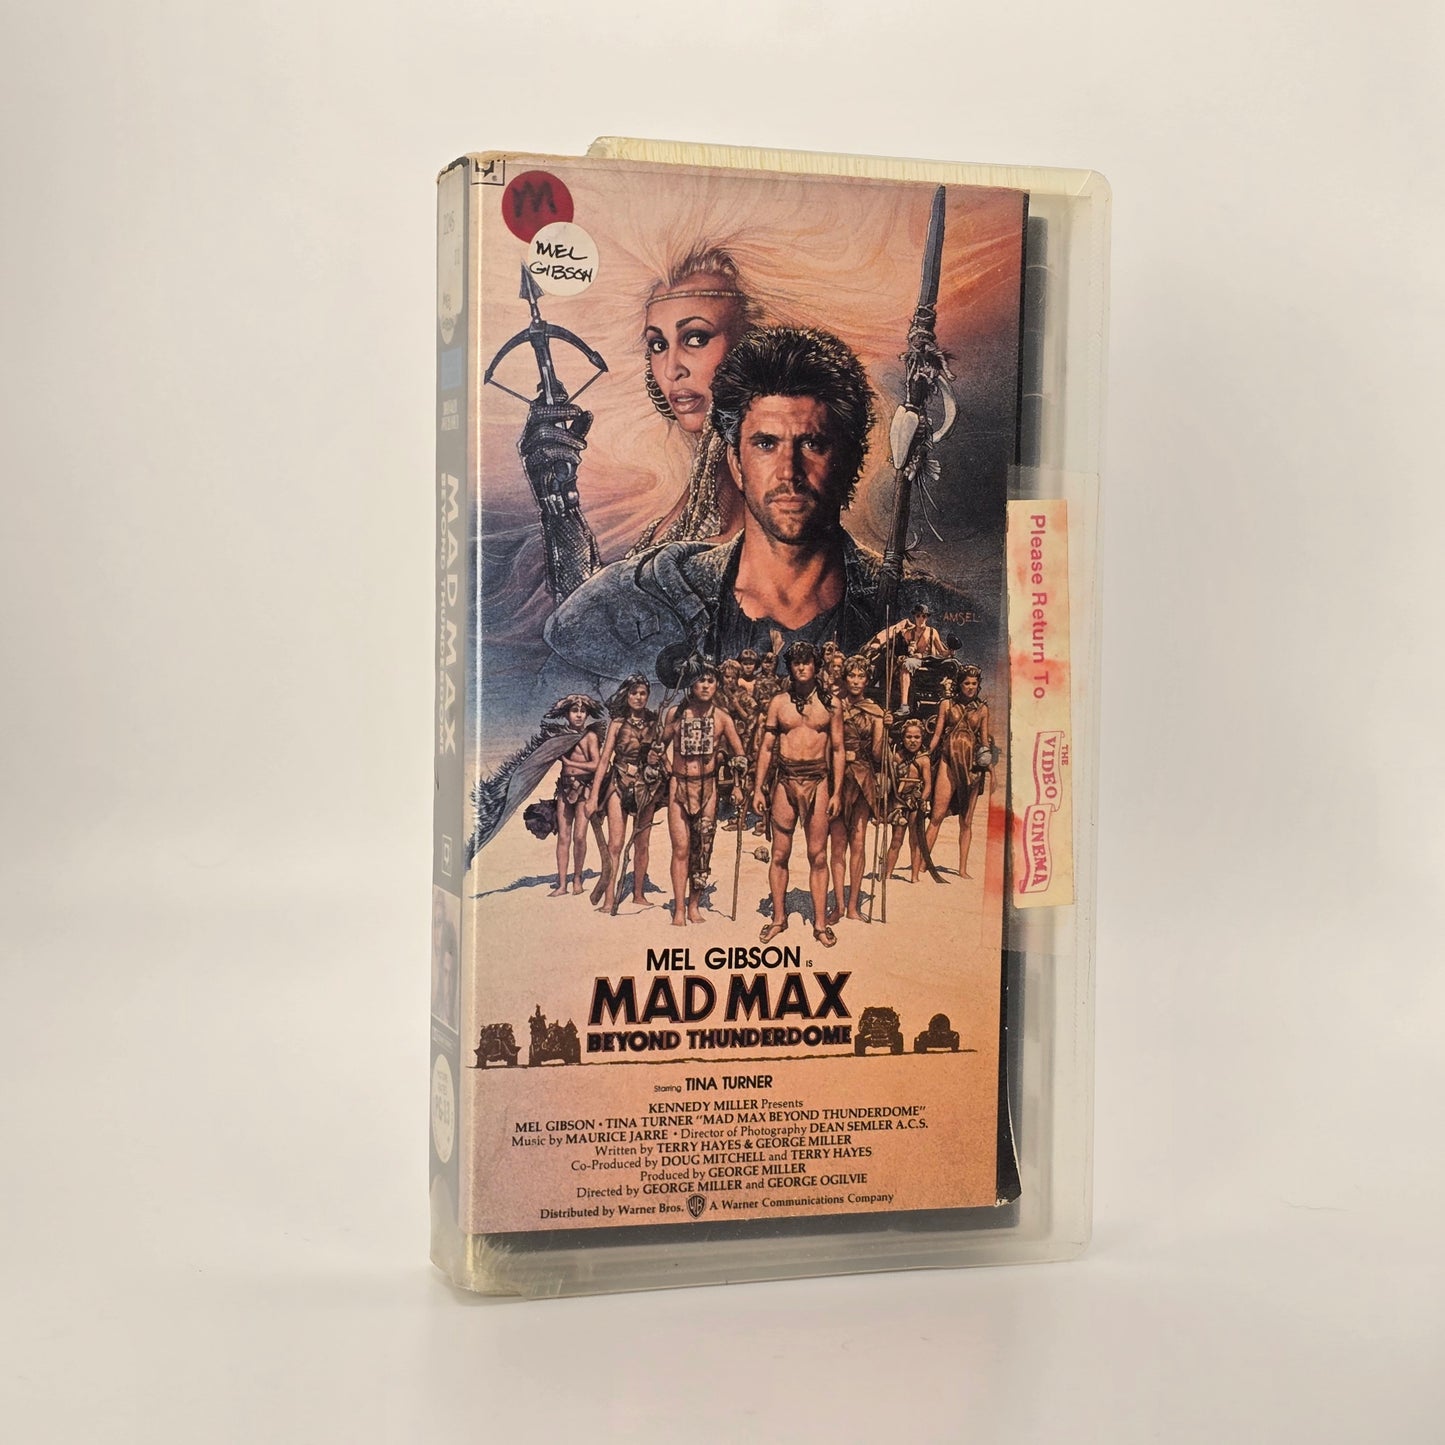 M
MEL
GIBSON
AMSEL
MEL GIBSON IS
MAD MAX
BEYOND THUNDERDOME
Starring TINA TURNER
KENNEDY MILLER Presents
MEL GIBSON • TINA TURNER "MAD MAX BEYOND THUNDERDOME"
Music by MAURICE JARRE • Director of Photography DEAN SEMLER A.C.S.
Written by TERRY HAYES & GEORGE MILLER
Co-Produced by DOUG MITCHELL and TERRY HAYES
Produced by GEORGE MILLER
Directed by GEORGE MILLER and GEORGE OGILVIE
Distributed by Warner Bros. WB A Warner Communications Company
Please Return To
THE
VIDEO
CINEMA
MAD MAX
BEYOND THUNDERDOME
PG-13